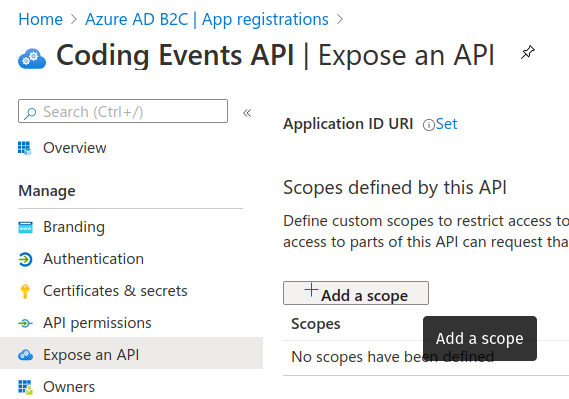 Home > Azure AD B2C | App registrations >
Coding Events API | Expose an API
Search (Ctrl+/)
«
Overview
Manage
Branding
Authentication
Certificates & secrets
API permissions
Expose an API
Owners
Application ID URI Set
Scopes defined by this API
Define custom scopes to restrict access to
access to parts of this API can request tha
+ Add a scope
Scopes
Add a scope
No scopes have been defined